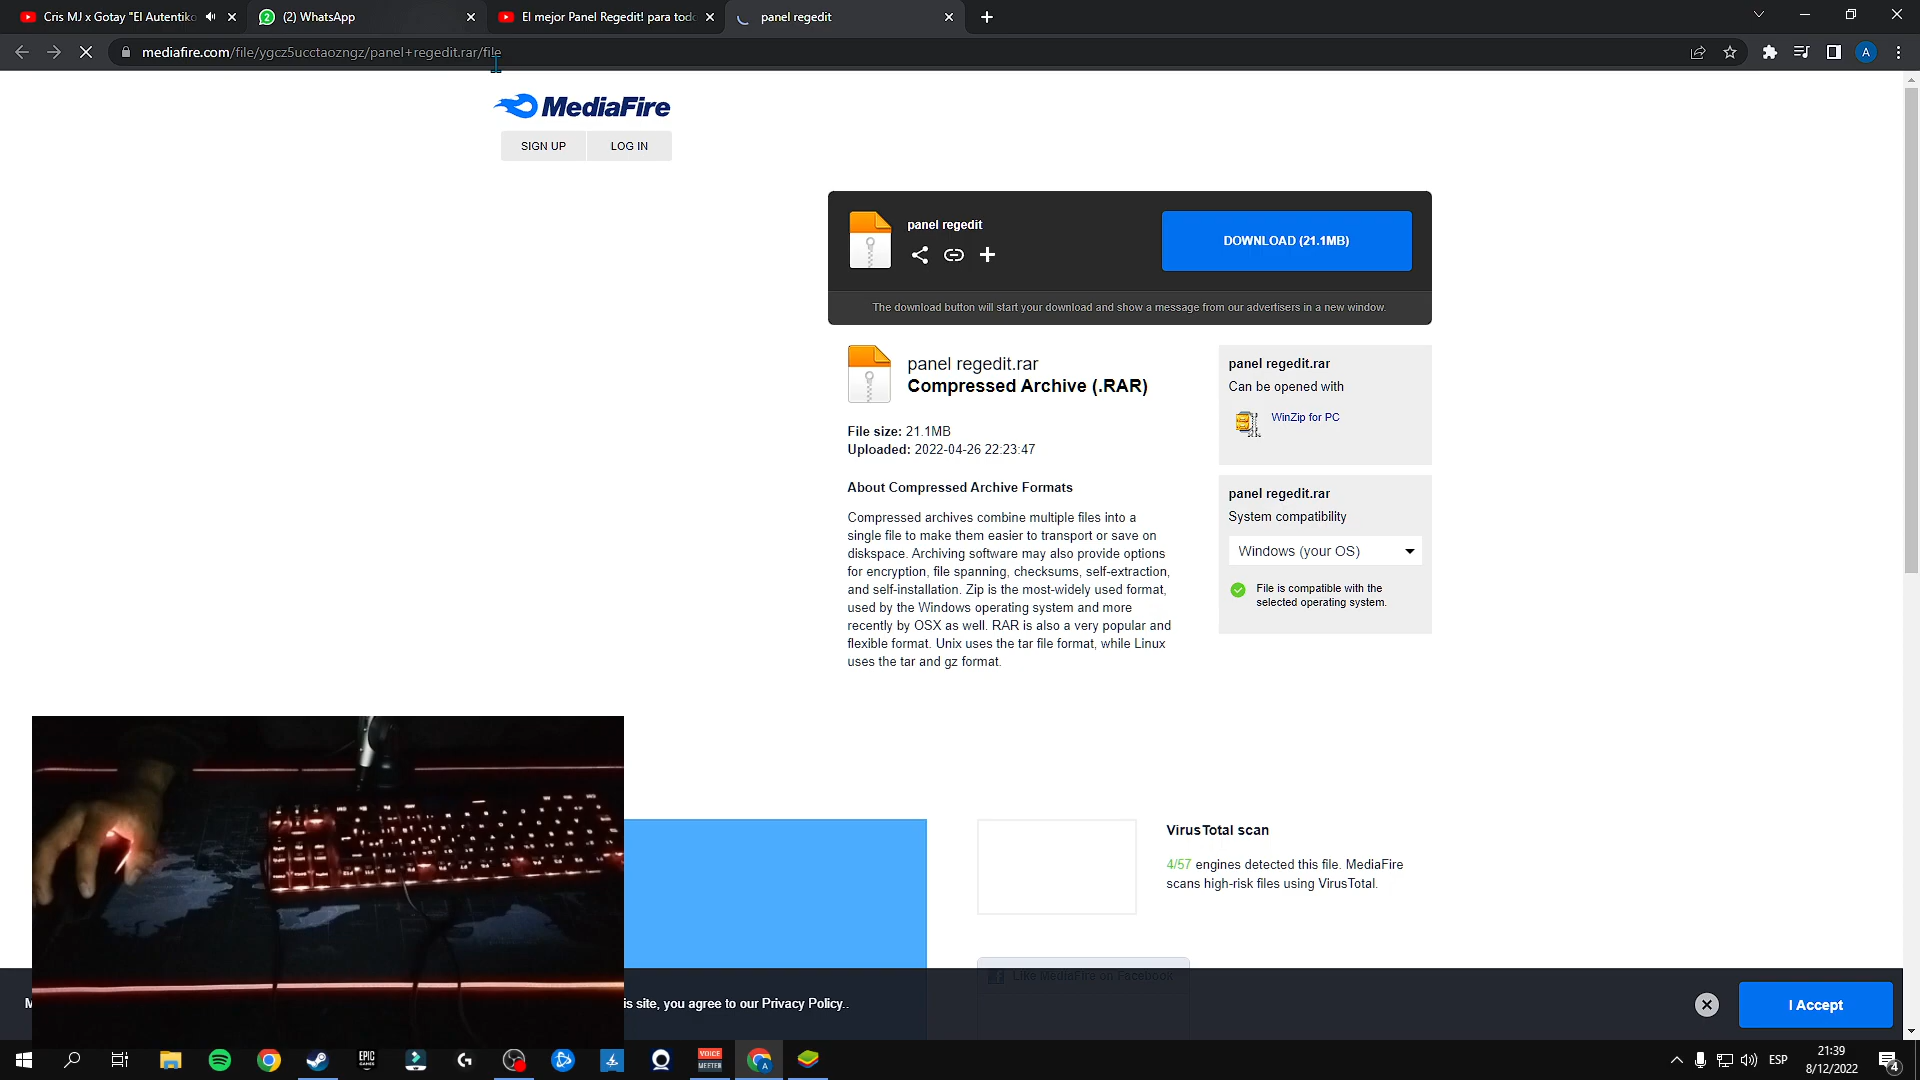 Cris MJ x Gotay "El Autentiko
(2) WhatsApp
El mejor Panel Regedit! para todo
panel regedit
mediafire.com/file/ygcz5ucctaozngz/panel+regedit.rar/file
A
MediaFire
SIGN UP
LOG IN
panel regedit
DOWNLOAD (21.1MB)
The download button will start your download and show a message from our advertisers in a new window.
panel regedit.rar
Compressed Archive (.RAR)
File size: 21.1MB
Uploaded: 2022-04-26 22:23:47
About Compressed Archive Formats
Compressed archives combine multiple files into a
single file to make them easier to transport or save on
diskspace. Archiving software may also provide options
for encryption, file spanning, checksums, self-extraction,
and self-installation. Zip is the most-widely used format,
used by the Windows operating system and more
recently by OSX as well. RAR is also a very popular and
flexible format. Unix uses the tar file format, while Linux
uses the tar and gz format.
panel regedit.rar
Can be opened with
WinZip for PC
panel regedit.rar
System compatibility
Windows (your OS)
File is compatible with the
selected operating system.
VirusTotal scan
4/57 engines detected this file. MediaFire
scans high-risk files using VirusTotal.
Like MediaFire on Facebook
is site, you agree to our Privacy Policy..
I Accept
EPIC
GAMES
VOICE
MEETER
A
ESP
21:39
8/12/2022
4